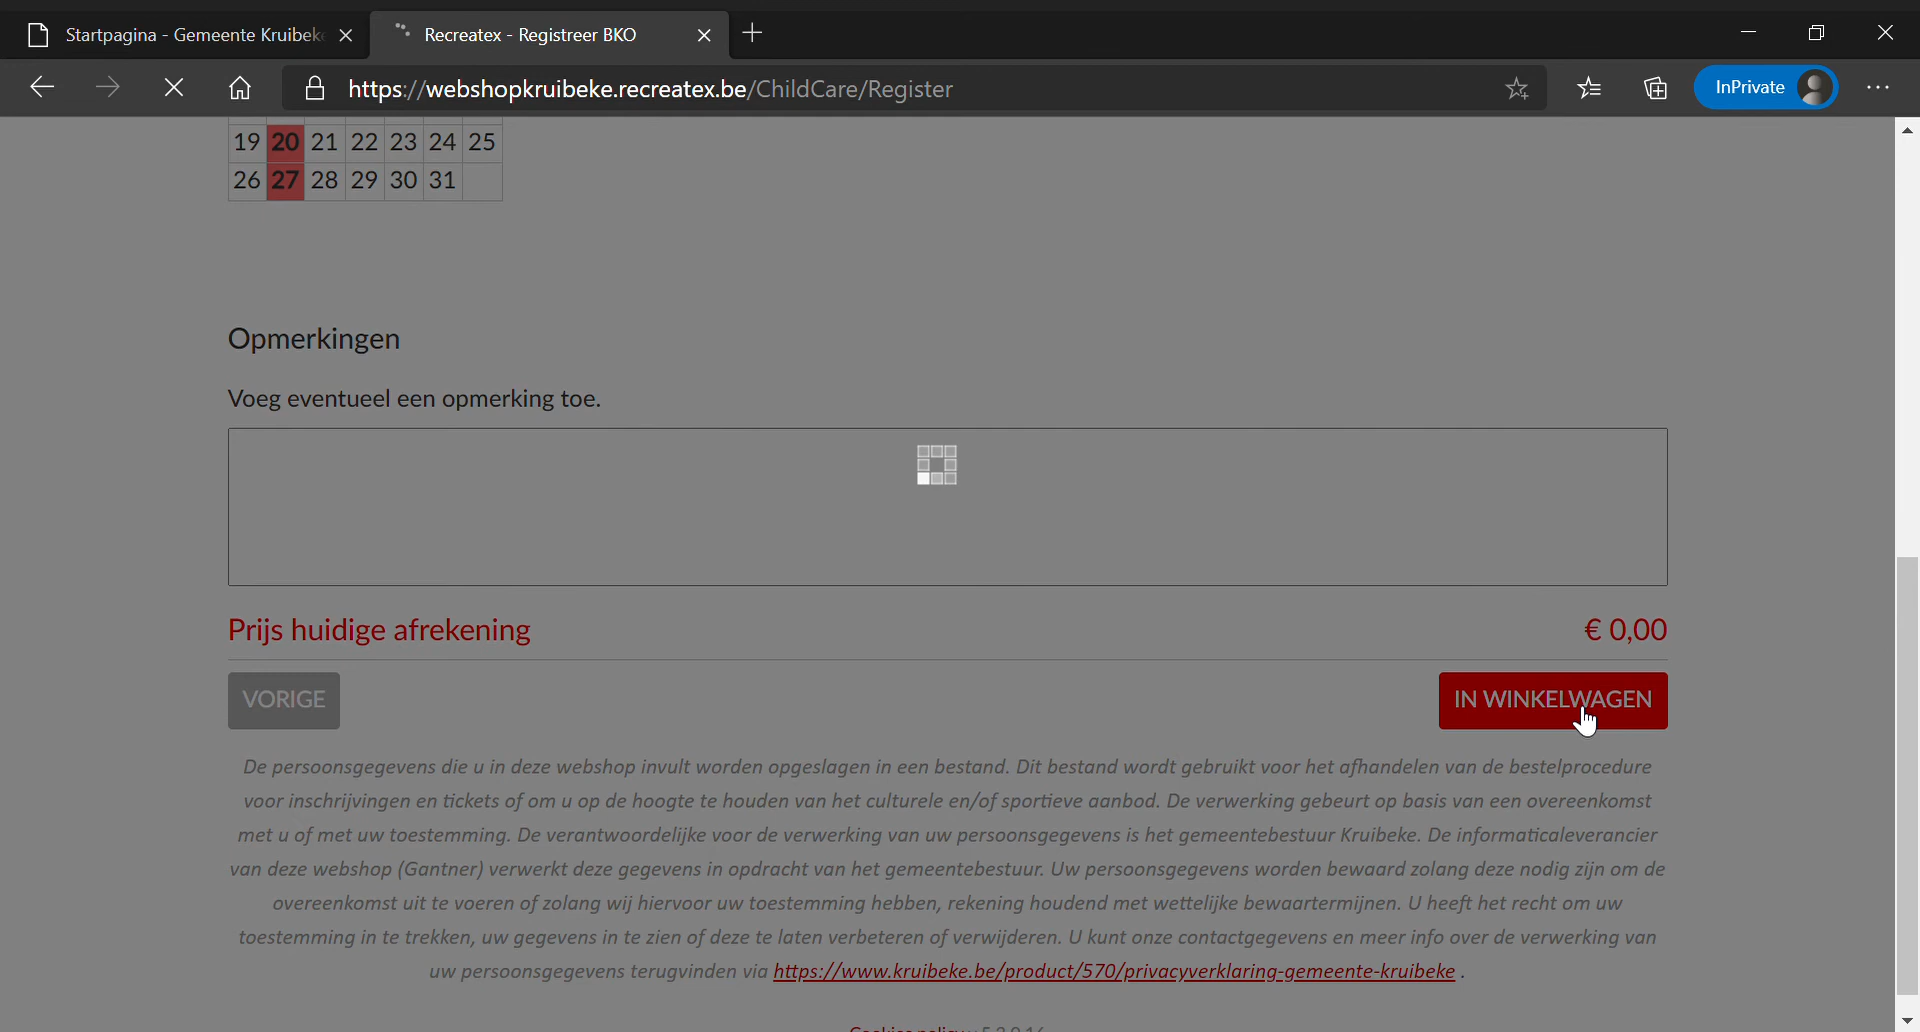 Startpagina - Gemeente Kruibeke
Recreatex - Registreer BKO
https://webshopkruibeke.recreatex.be/ChildCare/Register
InPrivate
19 20 21 22 23 24 25
26 27 28 29 30 31
Opmerkingen
Voeg eventueel een opmerking toe.
Prijs huidige afrekening € 0,00
VORIGE
IN WINKELWAGEN
De persoonsgegevens die u in deze webshop invult worden opgeslagen in een bestand. Dit bestand wordt gebruikt voor het afhandelen van de bestelprocedure
voor inschrijvingen en tickets of om u op de hoogte te houden van het culturele en/of sportieve aanbod. De verwerking gebeurt op basis van een overeenkomst
met u of met uw toestemming. De verantwoordelijke voor de verwerking van uw persoonsgegevens is het gemeentebestuur Kruibeke. De informaticaleverancier
van deze webshop (Gantner) verwerkt deze gegevens in opdracht van het gemeentebestuur. Uw persoonsgegevens worden bewaard zolang deze nodig zijn om de
overeenkomst uit te voeren of zolang wij hiervoor uw toestemming hebben, rekening houdend met wettelijke bewaartermijnen. U heeft het recht om uw
toestemming in te trekken, uw gegevens in te zien of deze te laten verbeteren of verwijderen. U kunt onze contactgegevens en meer info over de verwerking van
uw persoonsgegevens terugvinden via https://www.kruibeke.be/product/570/privacyverklaring-gemeente-kruibeke .